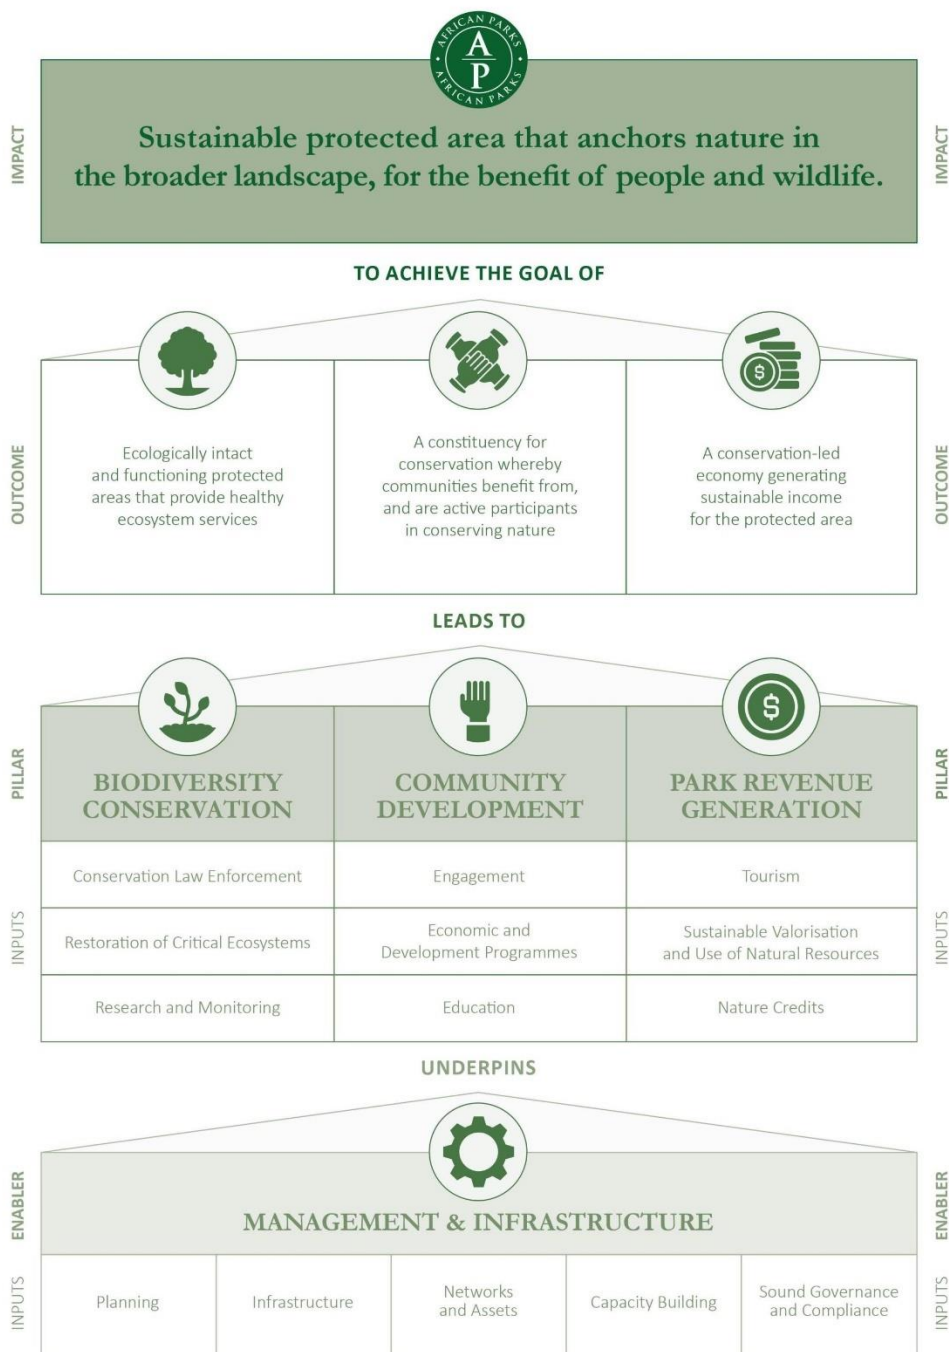 AFRICAN PARKS
A
P
AFRICAN PARKS
IMPACT
Sustainable protected area that anchors nature in
the broader landscape, for the benefit of people and wildlife.
IMPACT
TO ACHIEVE THE GOAL OF
OUTCOME
$
Ecologically intact
and functioning protected
areas that provide healthy
ecosystem services
A constituency for
conservation whereby
communities benefit from,
and are active participants
in conserving nature
A conservation-led
economy generating
sustainable income
for the protected area
OUTCOME
LEADS TO
PILLAR
$
BIODIVERSITY
CONSERVATION
COMMUNITY
DEVELOPMENT
PARK REVENUE
GENERATION
PILLAR
INPUTS
Conservation Law Enforcement
Engagement
Tourism
Restoration of Critical Ecosystems
Economic and
Development Programmes
Sustainable Valorisation
and Use of Natural Resources
Research and Monitoring
Education
Nature Credits
INPUTS
UNDERPINS
ENABLER
MANAGEMENT & INFRASTRUCTURE
ENABLER
INPUTS
Planning
Infrastructure
Networks
and Assets
Capacity Building
Sound Governance
and Compliance
INPUTS